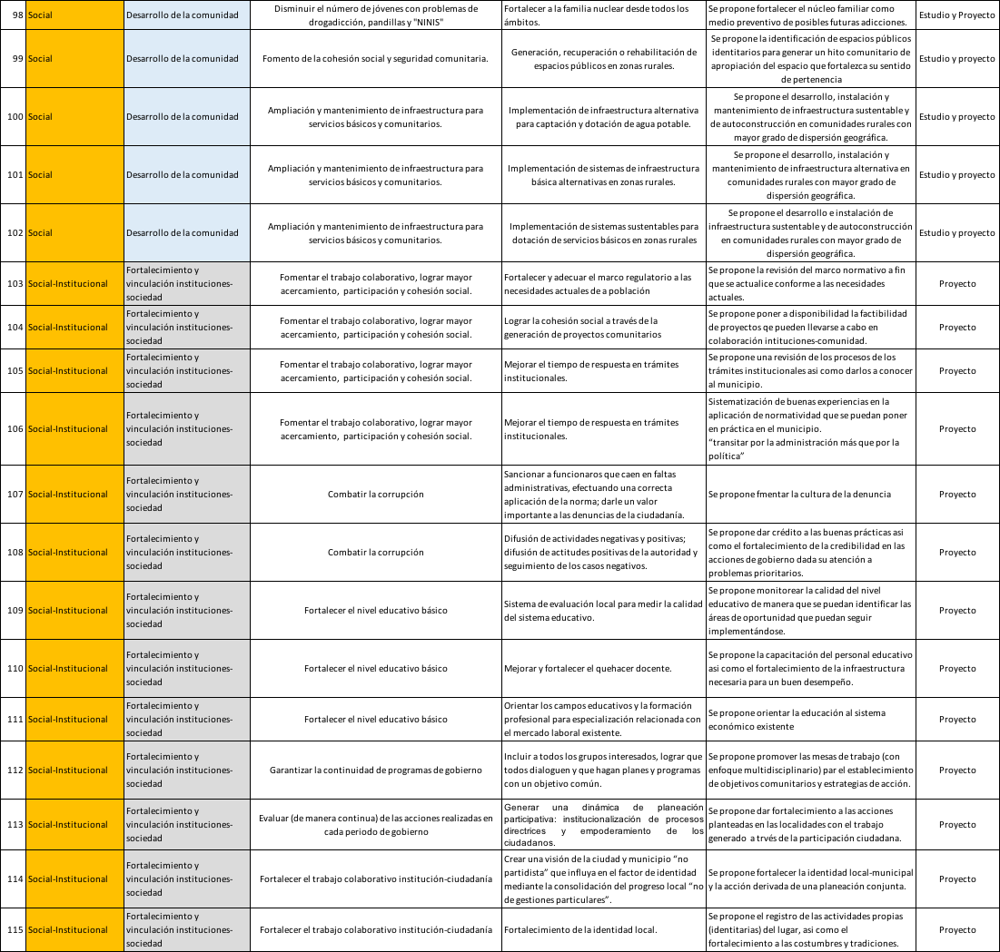 98 Social Desarrollo de la comunidad Disminuir el número de jóvenes con problemas de drogadicción, pandillas y "NINIS" Fortalecer a la familia nuclear desde todos los ámbitos. Se propone fortalecer el núcleo familiar como medio preventivo de posibles futuras adicciones. Estudio y Proyecto
99 Social Desarrollo de la comunidad Fomento de la cohesión social y seguridad comunitaria. Generación, recuperación o rehabilitación de espacios públicos en zonas rurales. Se propone la identificación de espacios públicos identitarios para generar un hito comunitario de apropiación del espacio que fortalezca su sentido de pertenencia Estudio y proyecto
100 Social Desarrollo de la comunidad Ampliación y mantenimiento de infraestructura para servicios básicos y comunitarios. Implementación de infraestructura alternativa para captación y dotación de agua potable. Se propone el desarrollo, instalación y mantenimiento de infraestructura sustentable y de autoconstrucción en comunidades rurales con mayor grado de dispersión geográfica. Estudio y proyecto
101 Social Desarrollo de la comunidad Ampliación y mantenimiento de infraestructura para servicios básicos y comunitarios. Implementación de sistemas de infraestructura básica alternativas en zonas rurales. Se propone el desarrollo, instalación y mantenimiento de infraestructura alternativa en comunidades rurales con mayor grado de dispersión geográfica. Estudio y proyecto
102 Social Desarrollo de la comunidad Ampliación y mantenimiento de infraestructura para servicios básicos y comunitarios. Implementación de sistemas sustentables para dotación de servicios básicos en zonas rurales Se propone el desarrollo e instalación de infraestructura sustentable y de autoconstrucción en comunidades rurales con mayor grado de dispersión geográfica. Estudio y proyecto
103 Social-Institucional Fortalecimiento y vinculación instituciones-sociedad Fomentar el trabajo colaborativo, lograr mayor acercamiento, participación y cohesión social. Fortalecer y adecuar el marco regulatorio a las necesidades actuales de a población Se propone la revisión del marco normativo a fin que se actualice conforme a las necesidades actuales. Proyecto
104 Social-Institucional Fortalecimiento y vinculación instituciones-sociedad Fomentar el trabajo colaborativo, lograr mayor acercamiento, participación y cohesión social. Lograr la cohesión social a través de la generación de proyectos comunitarios Se propone poner a disponibilidad la factibilidad de proyectos qe pueden llevarse a cabo en colaboración intituciones-comunidad. Proyecto
105 Social-Institucional Fortalecimiento y vinculación instituciones-sociedad Fomentar el trabajo colaborativo, lograr mayor acercamiento, participación y cohesión social. Mejorar el tiempo de respuesta en trámites institucionales. Se propone una revisión de los procesos de los trámites institucionales asi como darlos a conocer al municipio. Proyecto
106 Social-Institucional Fortalecimiento y vinculación instituciones-sociedad Fomentar el trabajo colaborativo, lograr mayor acercamiento, participación y cohesión social. Mejorar el tiempo de respuesta en trámites institucionales. Sistematización de buenas experiencias en la aplicación de normatividad que se puedan poner en práctica en el municipio. “transitar por la administración más que por la política” Proyecto
107 Social-Institucional Fortalecimiento y vinculación instituciones-sociedad Combatir la corrupción Sancionar a funcionaros que caen en faltas administrativas, efectuando una correcta aplicación de la norma; darle un valor importante a las denuncias de la ciudadanía. Se propone fmentar la cultura de la denuncia Proyecto
108 Social-Institucional Fortalecimiento y vinculación instituciones-sociedad Combatir la corrupción Difusión de actividades negativas y positivas; difusión de actitudes positivas de la autoridad y seguimiento de los casos negativos. Se propone dar crédito a las buenas prácticas asi como el fortalecimiento de la credibilidad en las acciones de gobierno dada su atención a problemas prioritarios. Proyecto
109 Social-Institucional Fortalecimiento y vinculación instituciones-sociedad Fortalecer el nivel educativo básico Sistema de evaluación local para medir la calidad del sistema educativo. Se propone monitorear la calidad del nivel educativo de manera que se puedan identificar las áreas de oportunidad que puedan seguir implementándose. Proyecto
110 Social-Institucional Fortalecimiento y vinculación instituciones-sociedad Fortalecer el nivel educativo básico Mejorar y fortalecer el quehacer docente. Se propone la capacitación del personal educativo asi como el fortalecimiento de la infraestructura necesaria para un buen desempeño. Proyecto
111 Social-Institucional Fortalecimiento y vinculación instituciones-sociedad Fortalecer el nivel educativo básico Orientar los campos educativos y la formación profesional para especialización relacionada con el mercado laboral existente. Se propone orientar la educación al sistema económico existente Proyecto
112 Social-Institucional Fortalecimiento y vinculación instituciones-sociedad Garantizar la continuidad de programas de gobierno Incluir a todos los grupos interesados, lograr que todos dialoguen y que hagan planes y programas con un objetivo común. Se propone promover las mesas de trabajo (con enfoque multidisciplinario) par el establecimiento de objetivos comunitarios y estrategias de acción. Proyecto
113 Social-Institucional Fortalecimiento y vinculación instituciones-sociedad Evaluar (de manera continua) de las acciones realizadas en cada periodo de gobierno Generar una dinámica de planeación participativa: institucionalización de procesos directrices y empoderamiento de los ciudadanos. Se propone dar fortalecimiento a las acciones planteadas en las localidades con el trabajo generado a trvés de la participación ciudadana. Proyecto
114 Social-Institucional Fortalecimiento y vinculación instituciones-sociedad Fortalecer el trabajo colaborativo institución-ciudadanía Crear una visión de la ciudad y municipio “no partidista” que influya en el factor de identidad mediante la consolidación del progreso local “no de gestiones particulares”. Se propone fortalecer la identidad local-municipal y la acción derivada de una planeación conjunta. Proyecto
115 Social-Institucional Fortalecimiento y vinculación instituciones-sociedad Fortalecer el trabajo colaborativo institución-ciudadanía Fortalecimiento de la identidad local. Se propone el registro de las actividades propias (identitarias) del lugar, asi como el fortalecimiento a las costumbres y tradiciones. Proyecto